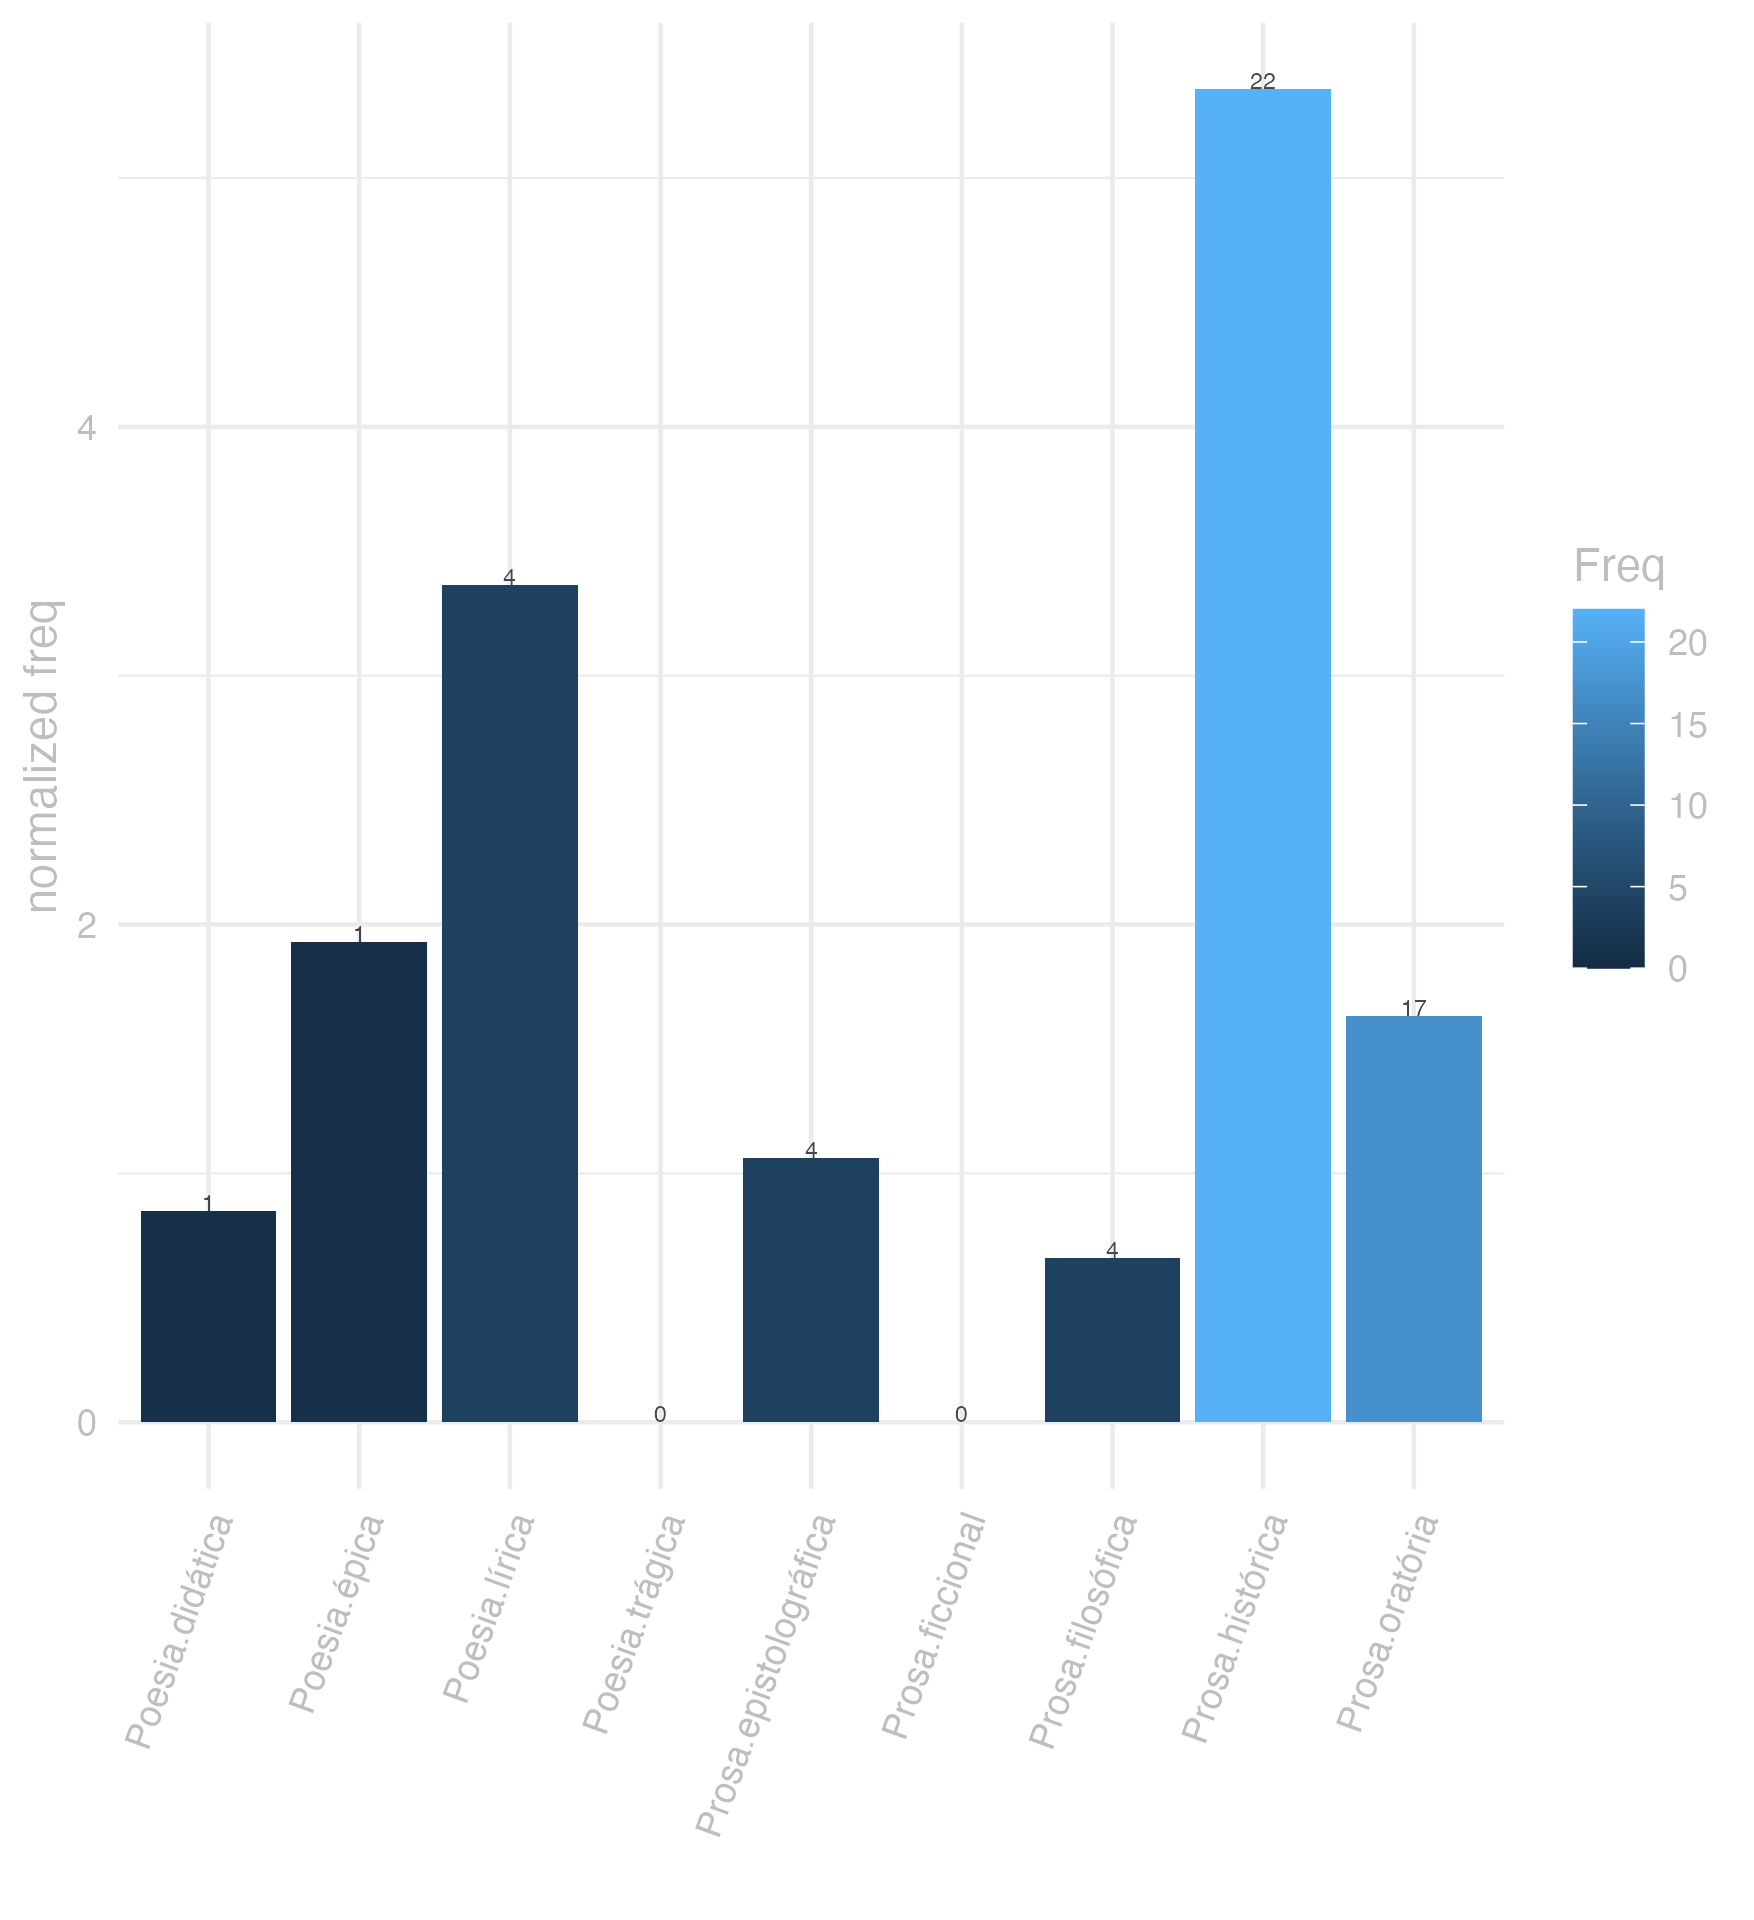 normalized freq
4
2
0
1
1
4
0
4
0
4
22
17
Poesia.didática
Poesia.épica
Poesia.lírica
Poesia.trágica
Prosa.epistolográfica
Prosa.ficcional
Prosa.filosófica
Prosa.histórica
Prosa.oratória
Freq
20
15
10
5
0